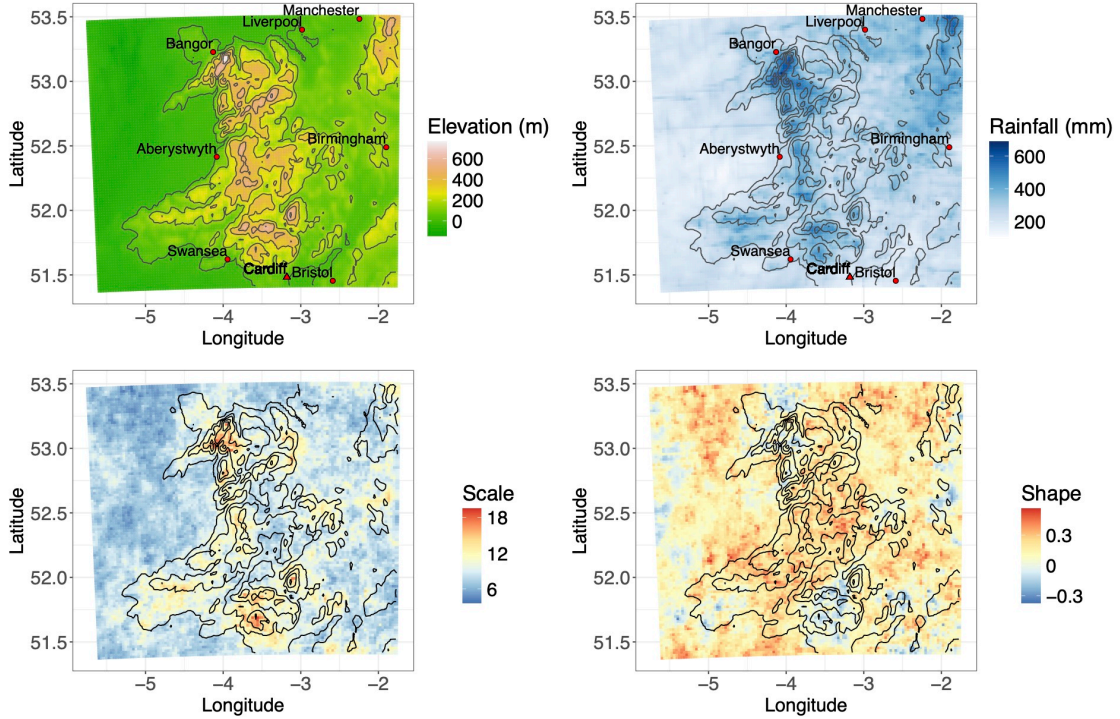 53.5
53.0
52.5
52.0
51.5
Latitude
−5
−4
−3
−2
Longitude
Manchester
Liverpool
Bangor
Aberystwyth
Birmingham
Swansea
Cardiff
Bristol
Elevation (m)
600
400
200
0
53.5
53.0
52.5
52.0
51.5
Latitude
−5
−4
−3
−2
Longitude
Manchester
Liverpool
Bangor
Aberystwyth
Birmingham
Swansea
Cardiff
Bristol
Rainfall (mm)
600
400
200
53.5
53.0
52.5
52.0
51.5
Latitude
−5
−4
−3
−2
Longitude
Scale
18
12
6
53.5
53.0
52.5
52.0
51.5
Latitude
−5
−4
−3
−2
Longitude
Shape
0.3
0
−0.3